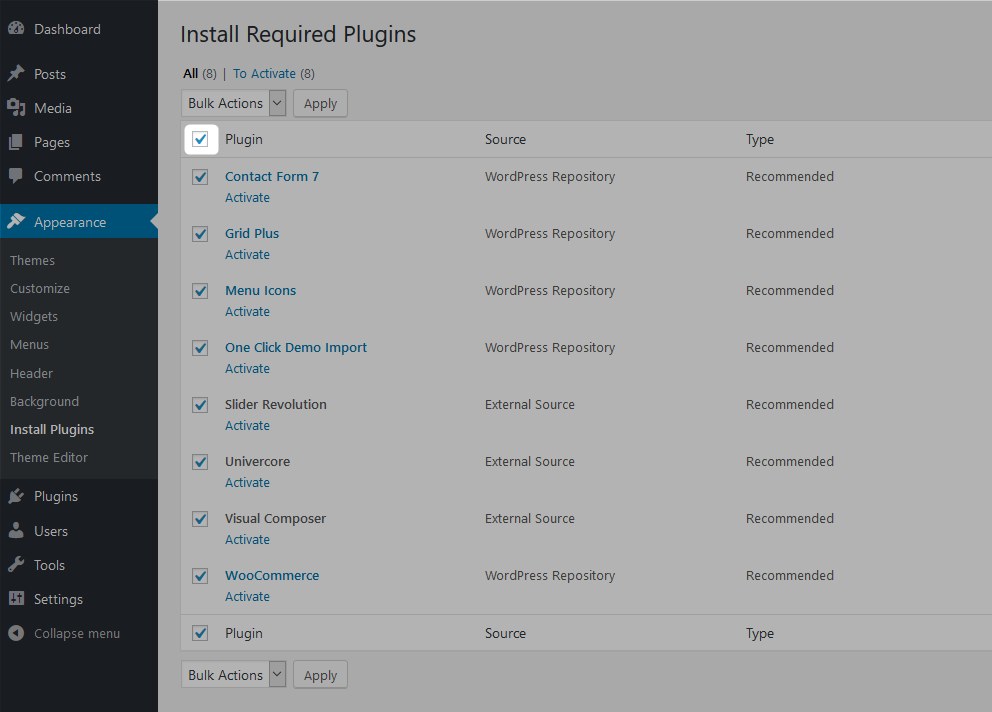 Dashboard
Posts
Media
Pages
Comments
Appearance
Themes
Customize
Widgets
Menus
Header
Background
Install Plugins
Theme Editor
Plugins
Users
Tools
Settings
Collapse menu
Install Required Plugins
All (8) | To Activate (8)
Bulk Actions Apply
Plugin Source Type
Contact Form 7 WordPress Repository Recommended
Activate
Grid Plus WordPress Repository Recommended
Activate
Menu Icons WordPress Repository Recommended
Activate
One Click Demo Import WordPress Repository Recommended
Activate
Slider Revolution External Source Recommended
Activate
Univercore External Source Recommended
Activate
Visual Composer External Source Recommended
Activate
WooCommerce WordPress Repository Recommended
Activate
Plugin Source Type
Bulk Actions Apply